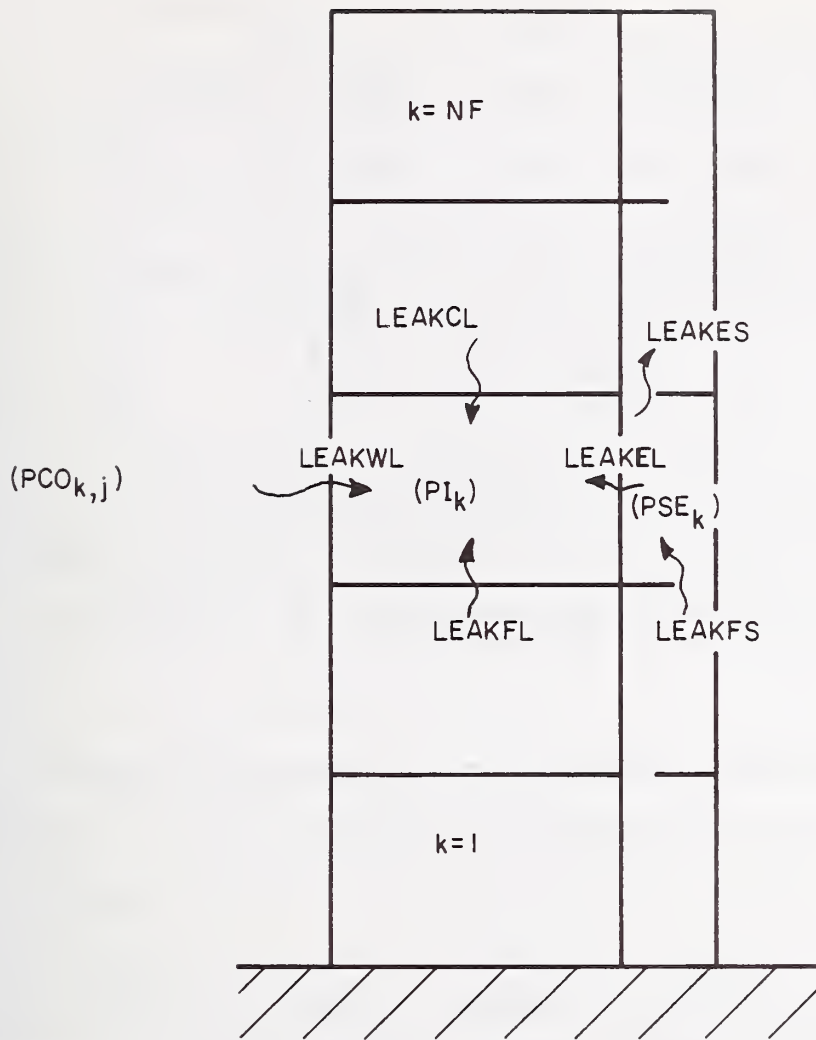 k= NF
LEAKCL
LEAKES
LEAKWL
LEAKEL
(PCOk,j)
(PIk)
(PSEk)
LEAKFL
LEAKFS
k=1